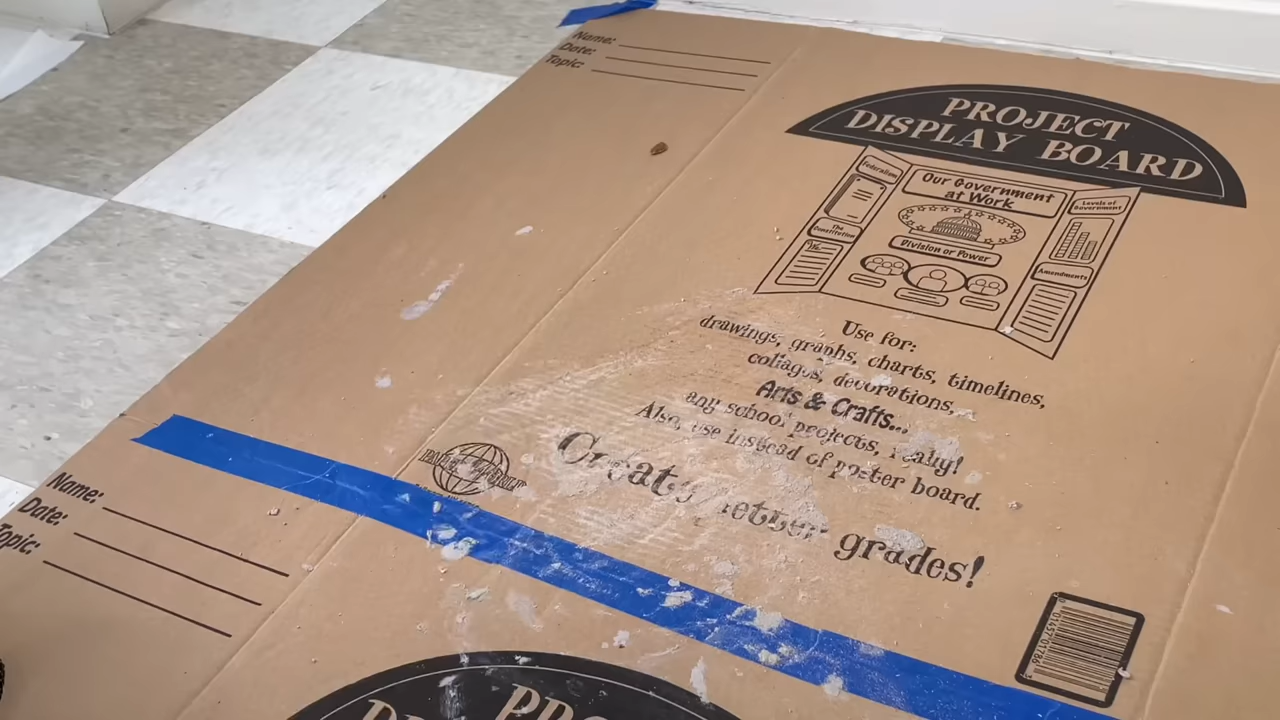 Name:
Date:
Topic:
PROJECT
DISPLAY BOARD
Federalism
Our Government
at Work
Levels of
Government
The
Constitution
Division or Power
Amendments
Use for:
drawings, graphs, charts, timelines,
collages, decorations,
Arts & Crafts...
any school projects, really!
Also, use instead of poster board.
Create better grades!
Name:
Date:
Topic: